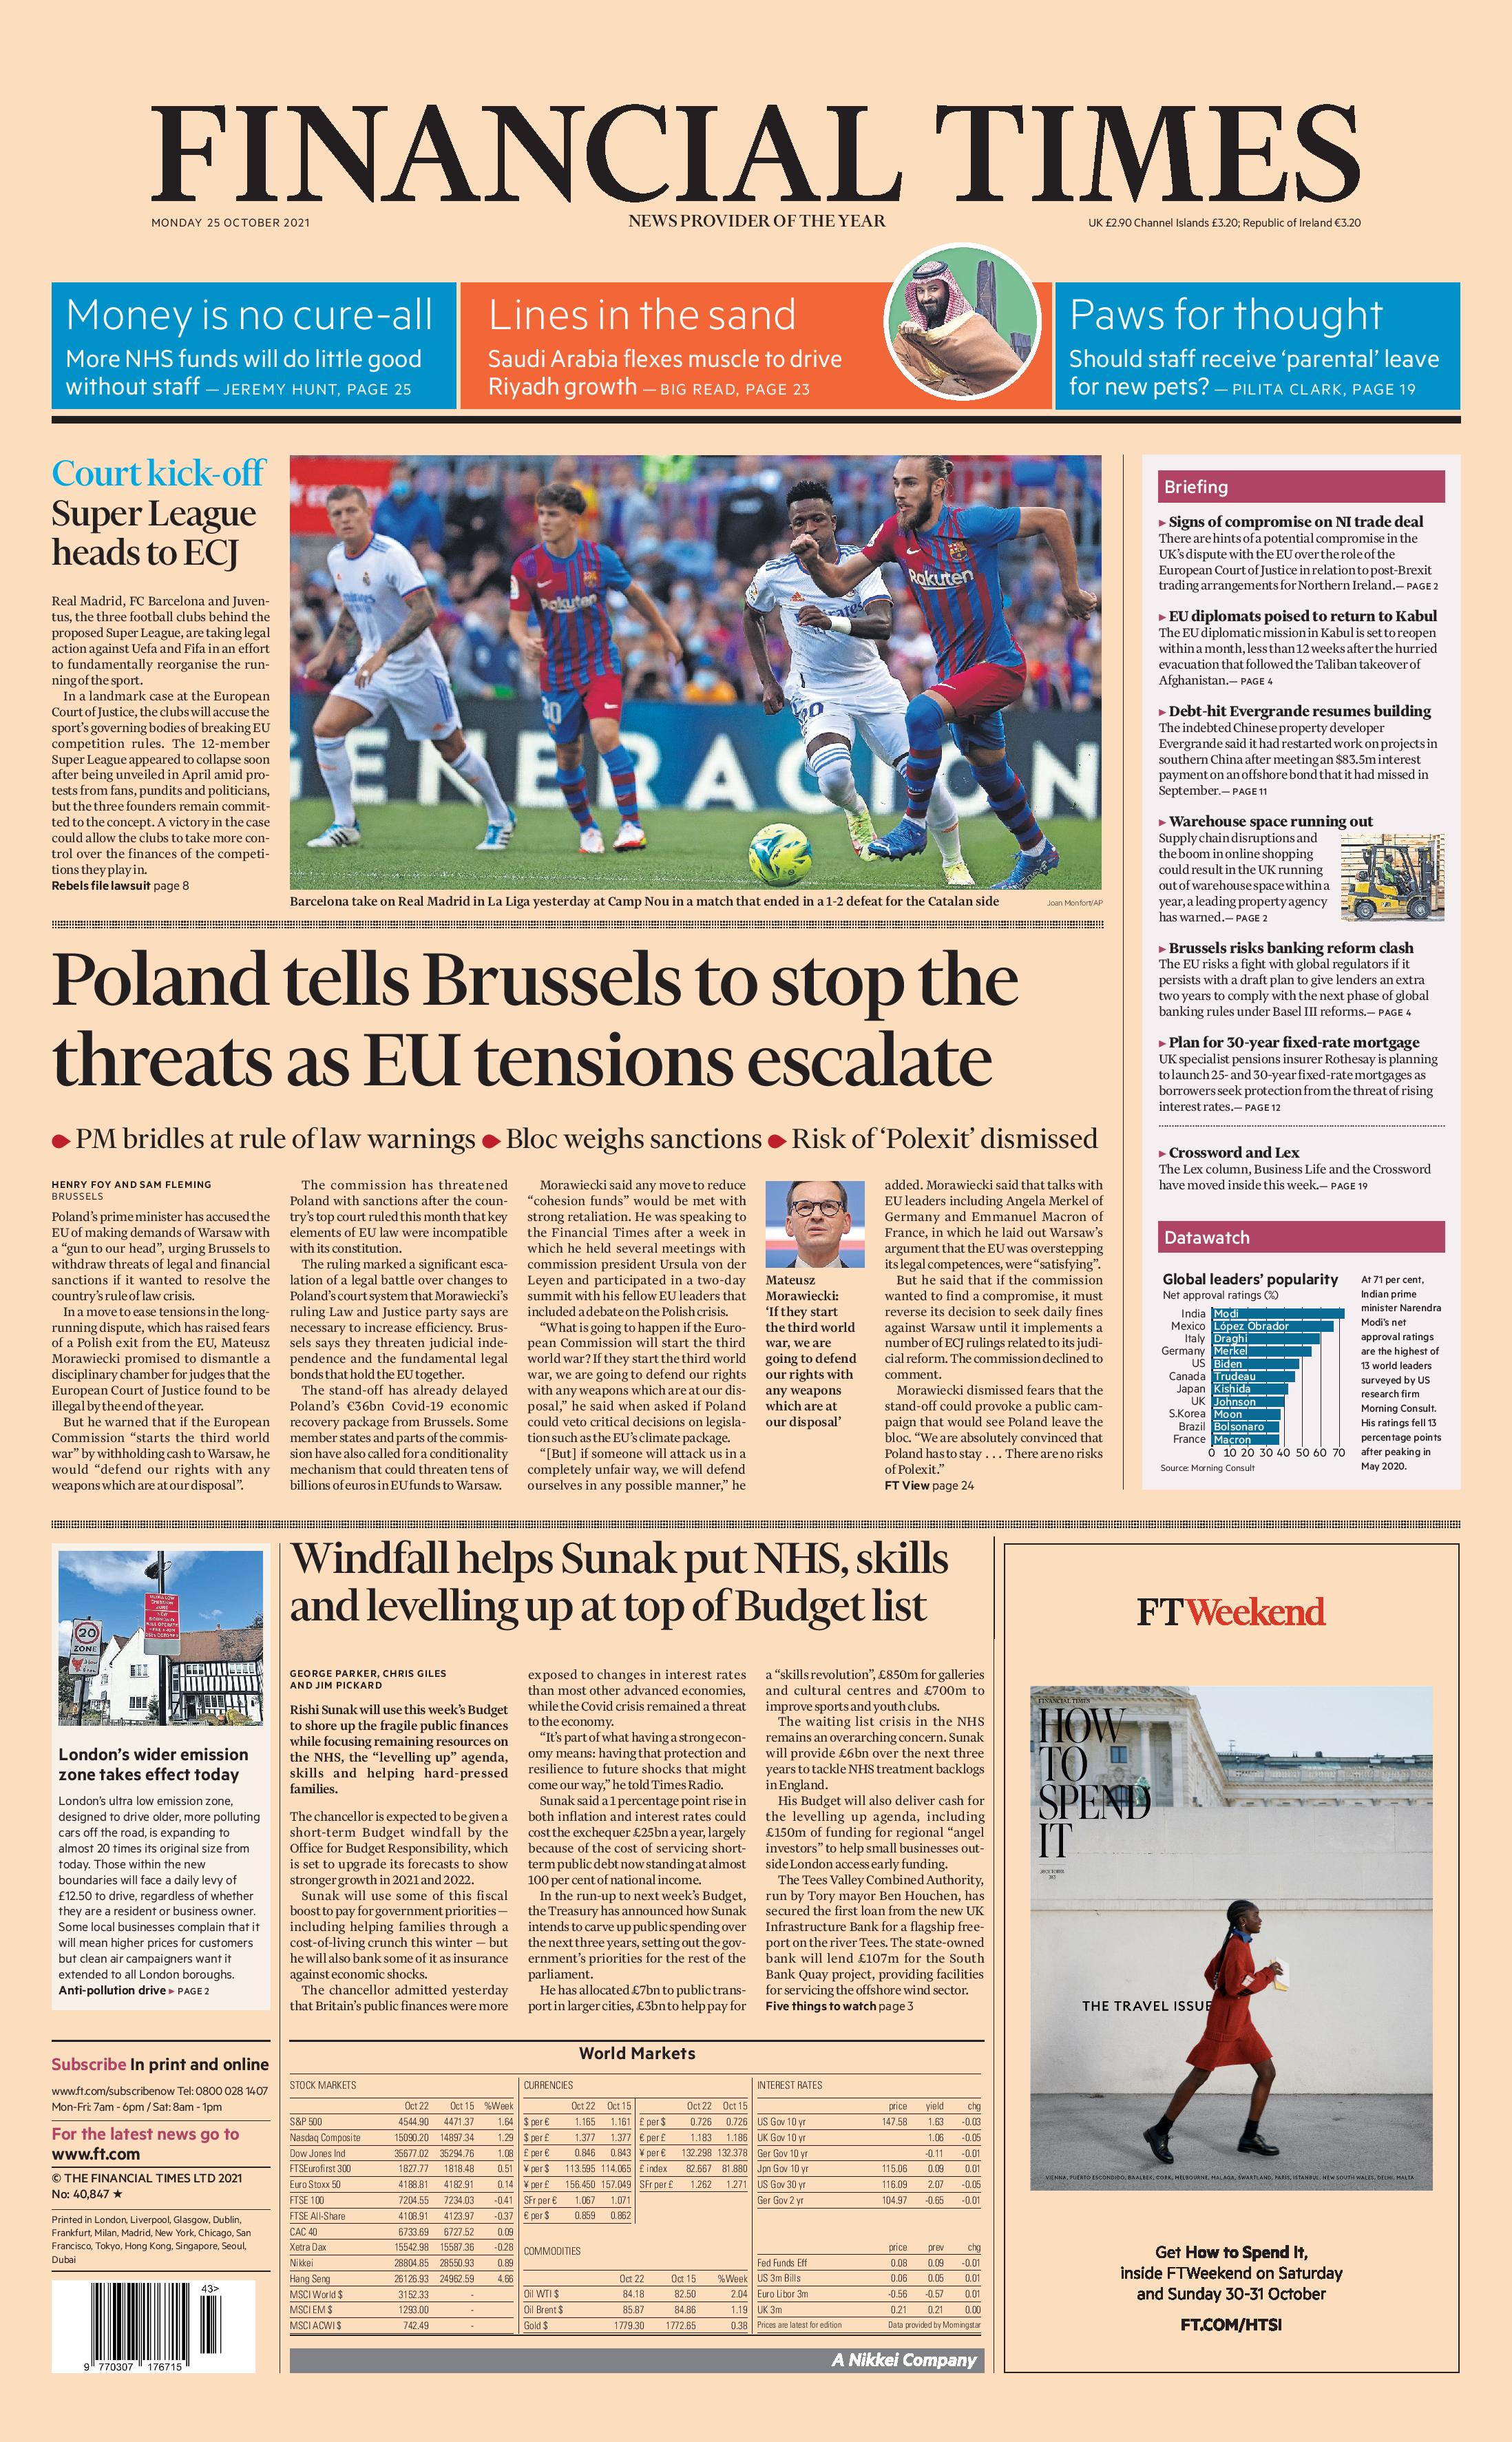 FINANCIAL TIMES
MONDAY 25 OCTOBER 2021
NEWS PROVIDER OF THE YEAR
UK £2.90 Channel Islands £3.20; Republic of Ireland €3.20
Money is no cure-all
More NHS funds will do little good
without staff — JEREMY HUNT, PAGE 25
Lines in the sand
Saudi Arabia flexes muscle to drive
Riyadh growth — BIG READ, PAGE 23
Paws for thought
Should staff receive ‘parental’ leave
for new pets? — PILITA CLARK, PAGE 19
Court kick-off
Super League
heads to ECJ
Real Madrid, FC Barcelona and Juven-
tus, the three football clubs behind the
proposed Super League, are taking legal
action against Uefa and Fifa in an effort
to fundamentally reorganise the run-
ning of the sport.
In a landmark case at the European
Court of Justice, the clubs will accuse the
sport’s governing bodies of breaking EU
competition rules. The 12-member
Super League appeared to collapse soon
after being unveiled in April amid pro-
tests from fans, pundits and politicians,
but the three founders remain commit-
ted to the concept. A victory in the case
could allow the clubs to take more con-
trol over the finances of the competi-
tions they play in.
Rebels file lawsuit page 8
Rakuten
Rakuten
Emirates
20
30
GENERACION
Barcelona take on Real Madrid in La Liga yesterday at Camp Nou in a match that ended in a 1-2 defeat for the Catalan side
Joan Monfort/AP
Poland tells Brussels to stop the
threats as EU tensions escalate
PM bridles at rule of law warnings Bloc weighs sanctions Risk of ‘Polexit’ dismissed
HENRY FOY AND SAM FLEMING
BRUSSELS
Poland’s prime minister has accused the
EU of making demands of Warsaw with
a “gun to our head”, urging Brussels to
withdraw threats of legal and financial
sanctions if it wanted to resolve the
country’s rule of law crisis.
In a move to ease tensions in the long-
running dispute, which has raised fears
of a Polish exit from the EU, Mateusz
Morawiecki promised to dismantle a
disciplinary chamber for judges that the
European Court of Justice found to be
illegal by the end of the year.
But he warned that if the European
Commission “starts the third world
war” by withholding cash to Warsaw, he
would “defend our rights with any
weapons which are at our disposal”.
The commission has threatened
Poland with sanctions after the coun-
try’s top court ruled this month that key
elements of EU law were incompatible
with its constitution.
The ruling marked a significant esca-
lation of a legal battle over changes to
Poland’s court system that Morawiecki’s
ruling Law and Justice party says are
necessary to increase efficiency. Brus-
sels says they threaten judicial inde-
pendence and the fundamental legal
bonds that hold the EU together.
The stand-off has already delayed
Poland’s €36bn Covid-19 economic
recovery package from Brussels. Some
member states and parts of the commis-
sion have also called for a conditionality
mechanism that could threaten tens of
billions of euros in EU funds to Warsaw.
Morawiecki said any move to reduce
“cohesion funds” would be met with
strong retaliation. He was speaking to
the Financial Times after a week in
which he held several meetings with
commission president Ursula von der
Leyen and participated in a two-day
summit with his fellow EU leaders that
included a debate on the Polish crisis.
“What is going to happen if the Euro-
pean Commission will start the third
world war? If they start the third world
war, we are going to defend our rights
with any weapons which are at our dis-
posal,” he said when asked if Poland
could veto critical decisions on legisla-
tion such as the EU’s climate package.
“[But] if someone will attack us in a
completely unfair way, we will defend
ourselves in any possible manner,” he
Mateusz
Morawiecki:
‘If they start
the third world
war, we are
going to defend
our rights with
any weapons
which are at
our disposal’
added. Morawiecki said that talks with
EU leaders including Angela Merkel of
Germany and Emmanuel Macron of
France, in which he laid out Warsaw’s
argument that the EU was overstepping
its legal competences, were “satisfying”.
But he said that if the commission
wanted to find a compromise, it must
reverse its decision to seek daily fines
against Warsaw until it implements a
number of ECJ rulings related to its judi-
cial reform. The commission declined to
comment.
Morawiecki dismissed fears that the
stand-off could provoke a public cam-
paign that would see Poland leave the
bloc. “We are absolutely convinced that
Poland has to stay . . . There are no risks
of Polexit.”
FT View page 24
Briefing
Signs of compromise on NI trade deal
There are hints of a potential compromise in the
UK’s dispute with the EU over the role of the
European Court of Justice in relation to post-Brexit
trading arrangements for Northern Ireland.— PAGE 2
EU diplomats poised to return to Kabul
The EU diplomatic mission in Kabul is set to reopen
within a month, less than 12 weeks after the hurried
evacuation that followed the Taliban takeover of
Afghanistan.— PAGE 4
Debt-hit Evergrande resumes building
The indebted Chinese property developer
Evergrande said it had restarted work on projects in
southern China after meeting an $83.5m interest
payment on an offshore bond that it had missed in
September.— PAGE 11
Warehouse space running out
Supply chain disruptions and
the boom in online shopping
could result in the UK running
out of warehouse space within a
year, a leading property agency
has warned.— PAGE 2
Brussels risks banking reform clash
The EU risks a fight with global regulators if it
persists with a draft plan to give lenders an extra
two years to comply with the next phase of global
banking rules under Basel III reforms.— PAGE 4
Plan for 30-year fixed-rate mortgage
UK specialist pensions insurer Rothesay is planning
to launch 25- and 30-year fixed-rate mortgages as
borrowers seek protection from the threat of rising
interest rates.— PAGE 12
Crossword and Lex
The Lex column, Business Life and the Crossword
have moved inside this week.— PAGE 19
Datawatch
Global leaders’ popularity
Net approval ratings (%)
India Modi
Mexico López Obrador
Italy Draghi
Germany Merkel
US Biden
Canada Trudeau
Japan Kishida
UK Johnson
S.Korea Moon
Brazil Bolsonaro
France Macron
0 10 20 30 40 50 60 70
Source: Morning Consult
At 71 per cent,
Indian prime
minister Narendra
Modi’s net
approval ratings
are the highest of
13 world leaders
surveyed by US
research firm
Morning Consult.
His ratings fell 13
percentage points
after peaking in
May 2020.
20
ZONE
London’s wider emission
zone takes effect today
London’s ultra low emission zone,
designed to drive older, more polluting
cars off the road, is expanding to
almost 20 times its original size from
today. Those within the new
boundaries will face a daily levy of
£12.50 to drive, regardless of whether
they are a resident or business owner.
Some local businesses complain that it
will mean higher prices for customers
but clean air campaigners want it
extended to all London boroughs.
Anti-pollution drive PAGE 2
Windfall helps Sunak put NHS, skills
and levelling up at top of Budget list
GEORGE PARKER, CHRIS GILES
AND JIM PICKARD
Rishi Sunak will use this week’s Budget
to shore up the fragile public finances
while focusing remaining resources on
the NHS, the “levelling up” agenda,
skills and helping hard-pressed
families.
The chancellor is expected to be given a
short-term Budget windfall by the
Office for Budget Responsibility, which
is set to upgrade its forecasts to show
stronger growth in 2021 and 2022.
Sunak will use some of this fiscal
boost to pay for government priorities —
including helping families through a
cost-of-living crunch this winter — but
he will also bank some of it as insurance
against economic shocks.
The chancellor admitted yesterday
that Britain’s public finances were more
exposed to changes in interest rates
than most other advanced economies,
while the Covid crisis remained a threat
to the economy.
“It’s part of what having a strong econ-
omy means: having that protection and
resilience to future shocks that might
come our way,” he told Times Radio.
Sunak said a 1 percentage point rise in
both inflation and interest rates could
cost the exchequer £25bn a year, largely
because of the cost of servicing short-
term public debt now standing at almost
100 per cent of national income.
In the run-up to next week’s Budget,
the Treasury has announced how Sunak
intends to carve up public spending over
the next three years, setting out the gov-
ernment’s priorities for the rest of the
parliament.
He has allocated £7bn to public trans-
port in larger cities, £3bn to help pay for
a “skills revolution”, £850m for galleries
and cultural centres and £700m to
improve sports and youth clubs.
The waiting list crisis in the NHS
remains an overarching concern. Sunak
will provide £6bn over the next three
years to tackle NHS treatment backlogs
in England.
His Budget will also deliver cash for
the levelling up agenda, including
£150m of funding for regional “angel
investors” to help small businesses out-
side London access early funding.
The Tees Valley Combined Authority,
run by Tory mayor Ben Houchen, has
secured the first loan from the new UK
Infrastructure Bank for a flagship free-
port on the river Tees. The state-owned
bank will lend £107m for the South
Bank Quay project, providing facilities
for servicing the offshore wind sector.
Five things to watch page 3
FTWeekend
FINANCIAL TIMES
HOW
TO
SPEND
IT
THE TRAVEL ISSUE
VIENNA, PUERTO ESCONDIDO, BAALBEK, CORK, MELBOURNE, MALAGA, SWARTLAND, PARIS, ISTANBUL, NEW SOUTH WALES, DELHI, MALTA
Get How to Spend It,
inside FTWeekend on Saturday
and Sunday 30-31 October
FT.COM/HTSI
Subscribe In print and online
www.ft.com/subscribenow Tel: 0800 028 1407
Mon-Fri: 7am - 6pm / Sat: 8am - 1pm
For the latest news go to
www.ft.com
© THE FINANCIAL TIMES LTD 2021
No: 40,847 ★
Printed in London, Liverpool, Glasgow, Dublin,
Frankfurt, Milan, Madrid, New York, Chicago, San
Francisco, Tokyo, Hong Kong, Singapore, Seoul,
Dubai
43>
9 770307 176715
World Markets
STOCK MARKETS
Oct 22 Oct 15 %Week
S&P 500 4544.90 4471.37 1.64
Nasdaq Composite 15090.20 14897.34 1.29
Dow Jones Ind 35677.02 35294.76 1.08
FTSEurofirst 300 1827.77 1818.48 0.51
Euro Stoxx 50 4188.81 4182.91 0.14
FTSE 100 7204.55 7234.03 -0.41
FTSE All-Share 4108.91 4123.97 -0.37
CAC 40 6733.69 6727.52 0.09
Xetra Dax 15542.98 15587.36 -0.28
Nikkei 28804.85 28550.93 0.89
Hang Seng 26126.93 24962.59 4.66
MSCI World $ 3152.33 -
MSCI EM $ 1293.00 -
MSCI ACWI $ 742.49 -
CURRENCIES
Oct 22 Oct 15
$ per € 1.165 1.161
$ per £ 1.377 1.377
£ per € 0.846 0.843
¥ per $ 113.595 114.065
¥ per £ 156.450 157.049
SFr per € 1.067 1.071
€ per $ 0.859 0.862
Oct 22 Oct 15
£ per $ 0.726 0.726
€ per £ 1.183 1.186
¥ per € 132.298 132.378
£ index 82.667 81.880
SFr per £ 1.262 1.271
COMMODITIES
Oct 22 Oct 15 %Week
Oil WTI $ 84.18 82.50 2.04
Oil Brent $ 85.87 84.86 1.19
Gold $ 1779.30 1772.65 0.38
INTEREST RATES
price yield chg
US Gov 10 yr 147.58 1.63 -0.03
UK Gov 10 yr 1.06 -0.05
Ger Gov 10 yr -0.11 -0.01
Jpn Gov 10 yr 115.06 0.09 0.01
US Gov 30 yr 116.09 2.07 -0.05
Ger Gov 2 yr 104.97 -0.65 -0.01
price prev chg
Fed Funds Eff 0.08 0.09 -0.01
US 3m Bills 0.06 0.05 0.01
Euro Libor 3m -0.56 -0.57 0.01
UK 3m 0.21 0.21 0.00
Prices are latest for edition Data provided by Morningstar
A Nikkei Company